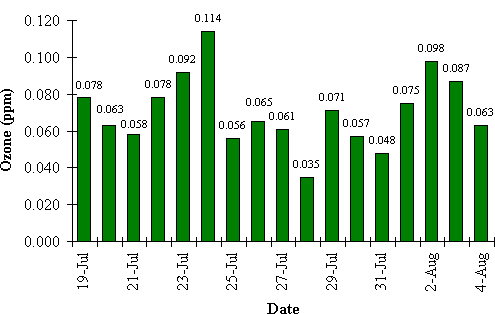 0.120
0.100
0.080
0.060
0.040
0.020
0.000
Ozone (ppm)
0.078
0.063
0.058
0.078
0.092
0.114
0.056
0.065
0.061
0.035
0.071
0.057
0.048
0.075
0.098
0.087
0.063
19-Jul
21-Jul
23-Jul
25-Jul
27-Jul
29-Jul
31-Jul
2-Aug
4-Aug
Date